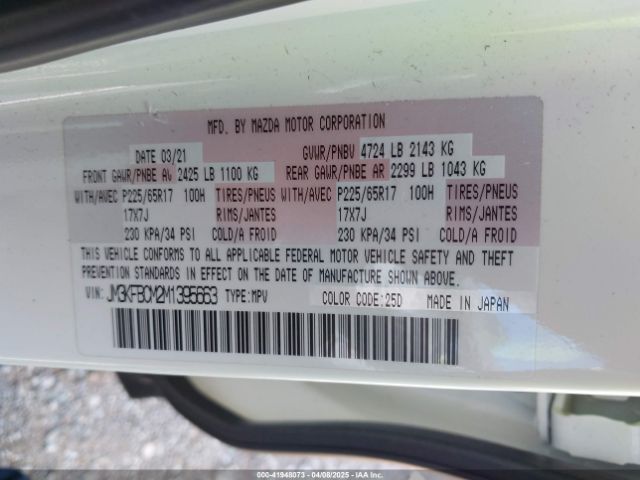 MFD. BY MAZDA MOTOR CORPORATION
DATE 03/21 GVWR/PNBV 4724 LB 2143 KG
FRONT GAWR/PNBE AV 2425 LB 1100 KG REAR GAWR/PNBE AR 2299 LB 1043 KG
WITH/AVEC P225/65R17 100H TIRES/PNEUS WITH/AVEC P225/65R17 100H TIRES/PNEUS
17X7J RIMS/JANTES 17X7J RIMS/JANTES
230 KPA/34 PSI COLD/A FROID 230 KPA/34 PSI COLD/A FROID
THIS VEHICLE CONFORMS TO ALL APPLICABLE FEDERAL MOTOR VEHICLE SAFETY AND THEFT
PREVENTION STANDARDS IN EFFECT ON THE DATE OF MANUFACTURE SHOWN ABOVE.
VIN: JM3KFBCM2M1395663 TYPE:MPV COLOR CODE:25D MADE IN JAPAN
000-41948073 - 04/08/2025 - IAAI.COM